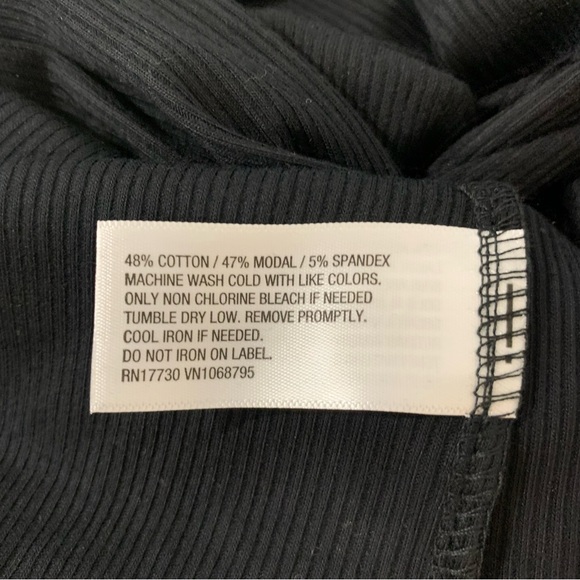 48% COTTON / 47% MODAL / 5% SPANDEX
MACHINE WASH COLD WITH LIKE COLORS.
ONLY NON CHLORINE BLEACH IF NEEDED
TUMBLE DRY LOW. REMOVE PROMPTLY.
COOL IRON IF NEEDED.
DO NOT IRON ON LABEL.
RN17730 VN1068795